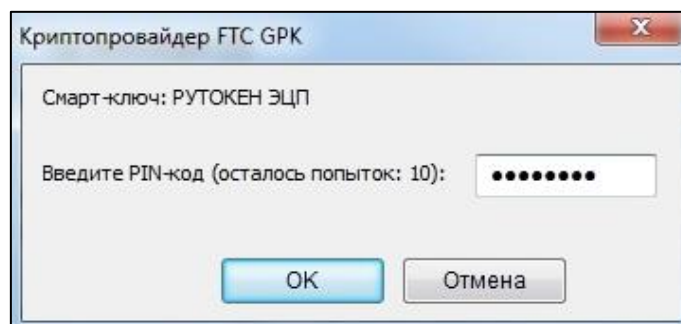 Криптопровайдер FTC GPK
Смарт-ключ: РУТОКЕН ЭЦП
Введите PIN-код (осталось попыток: 10): ●●●●●●●●
OK Отмена